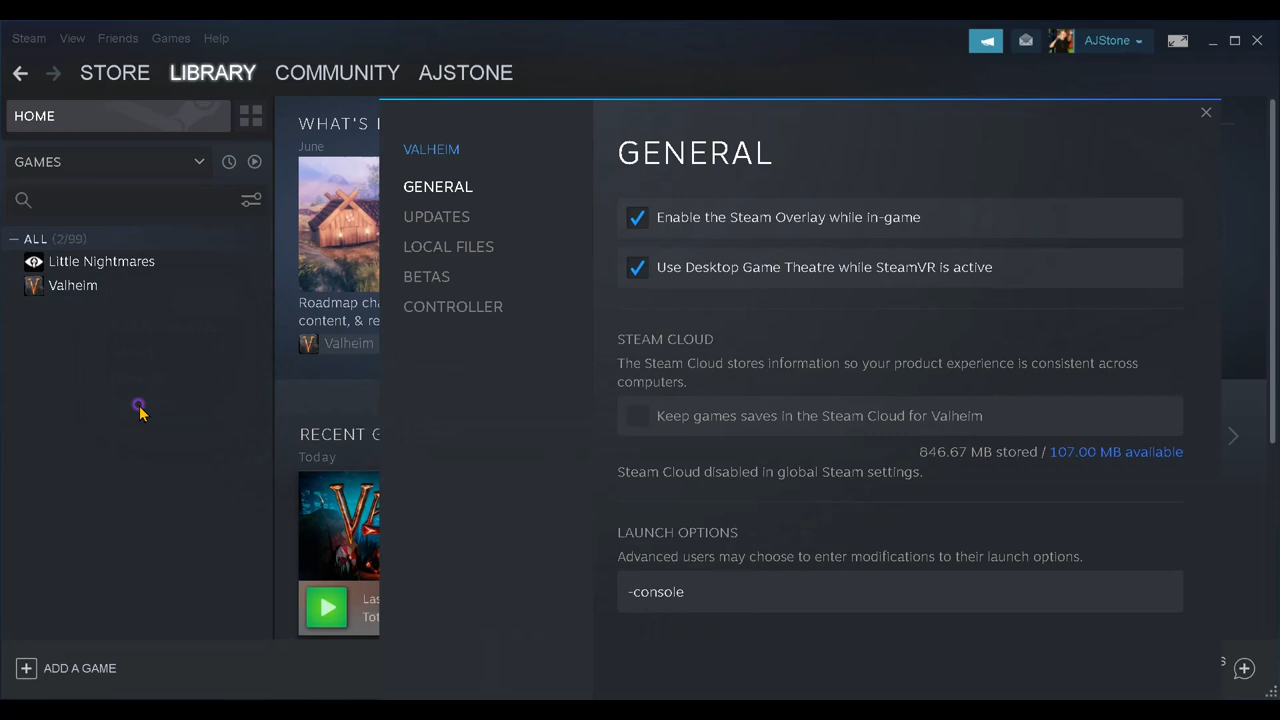 Steam View Friends Games Help
AJStone
STORE LIBRARY COMMUNITY AJSTONE
HOME
GAMES
ALL (2/99)
Little Nightmares
Valheim
ADD A GAME
WHAT'S
June
Roadmap
content, & re
Valheim
RECENT G
Today
VALHEIM
GENERAL
UPDATES
LOCAL FILES
BETAS
CONTROLLER
GENERAL
Enable the Steam Overlay while in-game
Use Desktop Game Theatre while SteamVR is active
STEAM CLOUD
The Steam Cloud stores information so your product experience is consistent across
computers.
Keep games saves in the Steam Cloud for Valheim
846.67 MB stored / 107.00 MB available
Steam Cloud disabled in global Steam settings.
LAUNCH OPTIONS
Advanced users may choose to enter modifications to their launch options.
-console